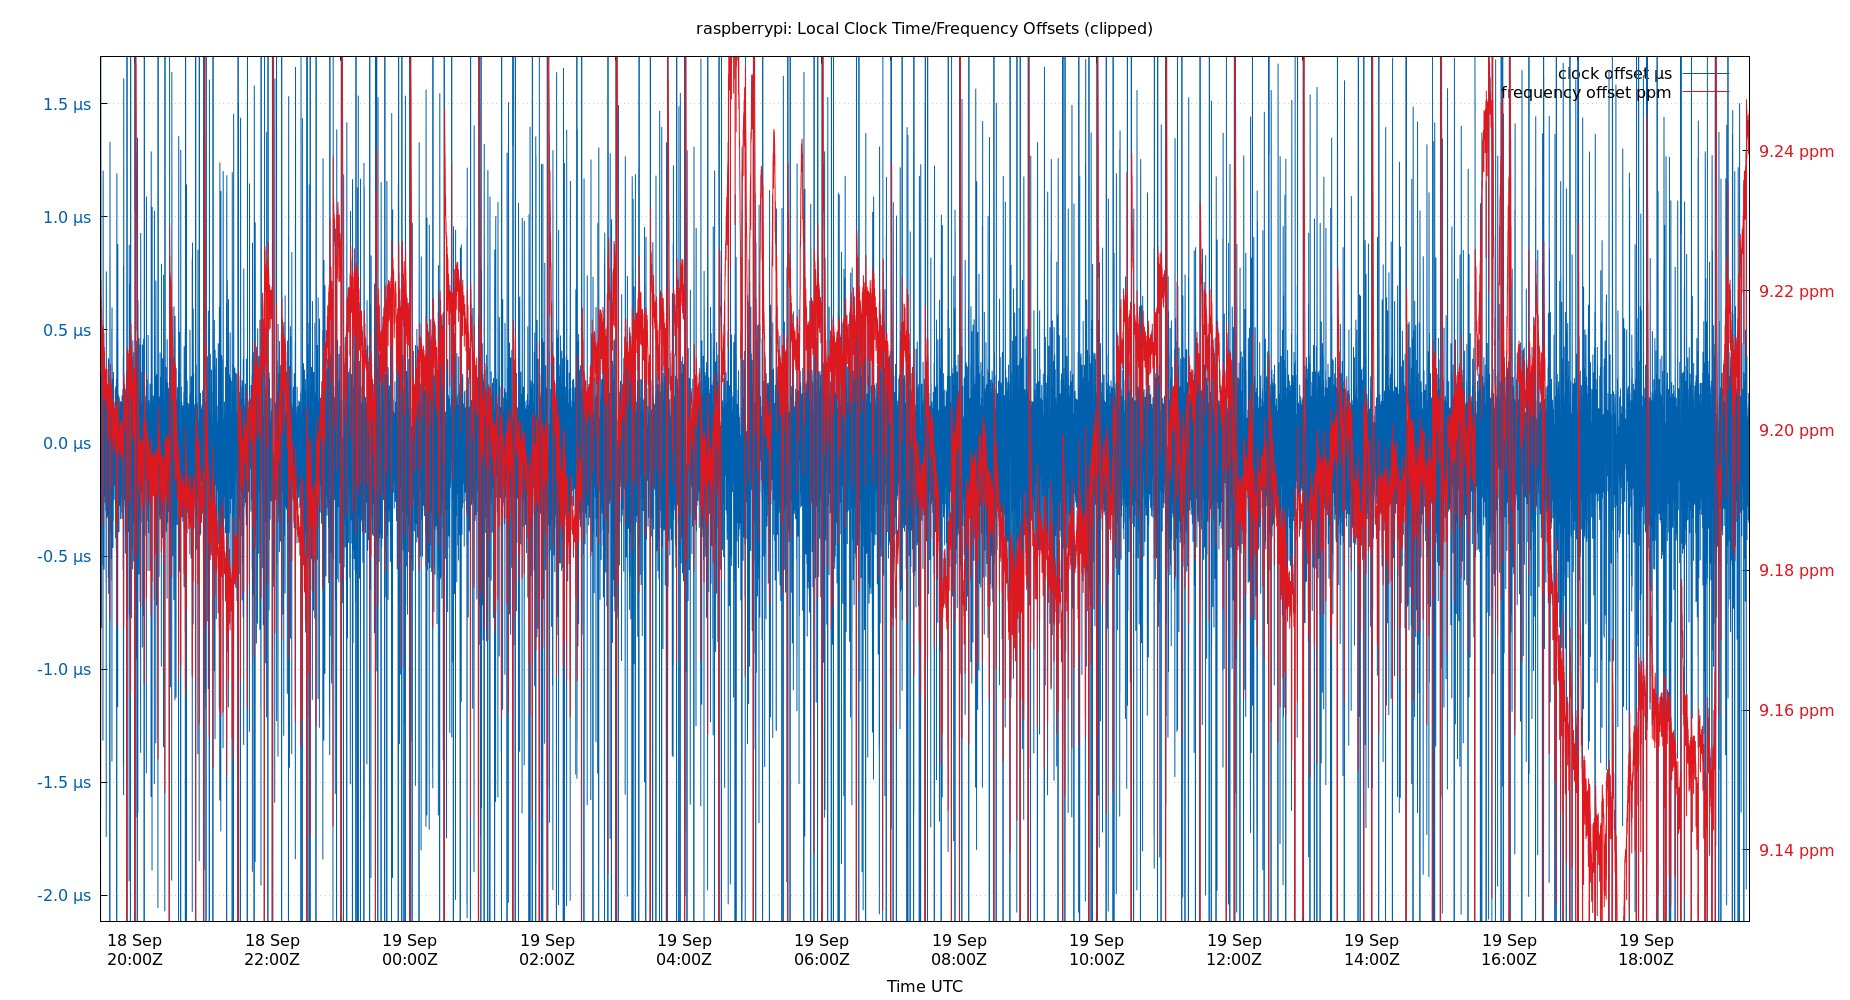 raspberrypi: Local Clock Time/Frequency Offsets (clipped)
clock offset µs
frequency offset ppm
1.5 µs
1.0 µs
0.5 µs
0.0 µs
-0.5 µs
-1.0 µs
-1.5 µs
-2.0 µs
9.24 ppm
9.22 ppm
9.20 ppm
9.18 ppm
9.16 ppm
9.14 ppm
18 Sep
20:00Z
18 Sep
22:00Z
19 Sep
00:00Z
19 Sep
02:00Z
19 Sep
04:00Z
19 Sep
06:00Z
19 Sep
08:00Z
19 Sep
10:00Z
19 Sep
12:00Z
19 Sep
14:00Z
19 Sep
16:00Z
19 Sep
18:00Z
Time UTC